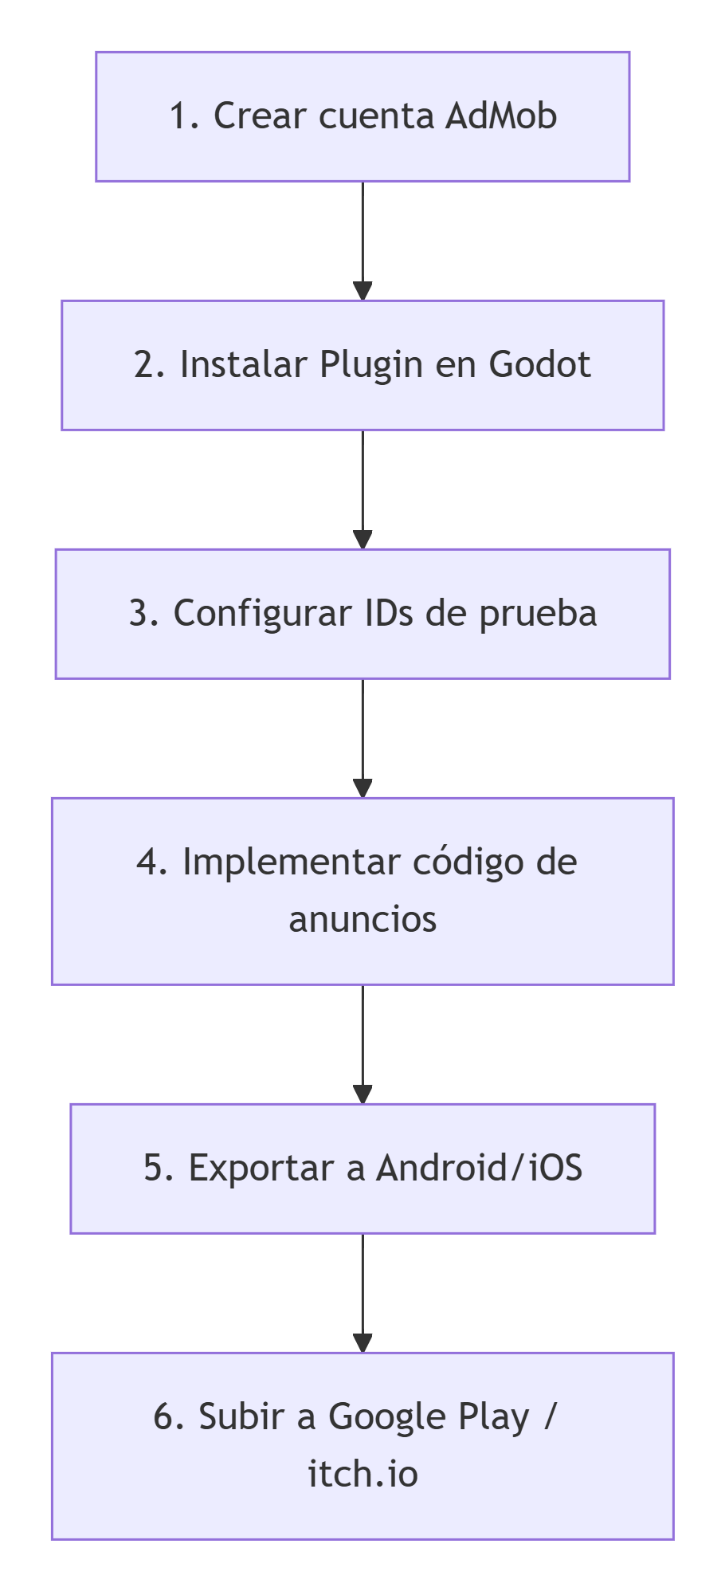 1. Crear cuenta AdMob
2. Instalar Plugin en Godot
3. Configurar IDs de prueba
4. Implementar código de
anuncios
5. Exportar a Android/iOS
6. Subir a Google Play /
itch.io